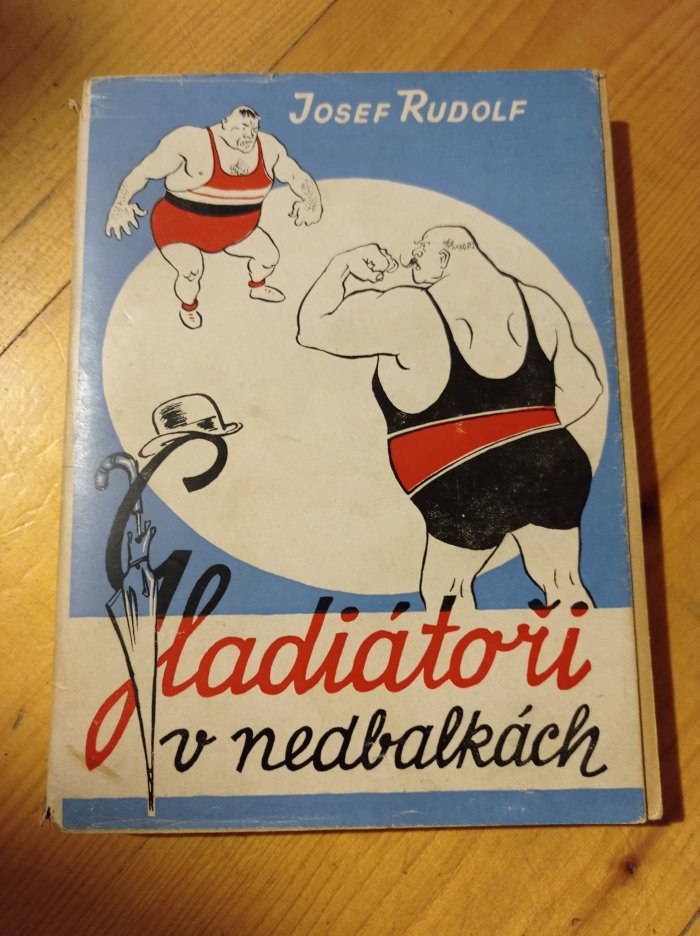 JOSEF RUDOLF
Gladiátoři
v nedbalkách